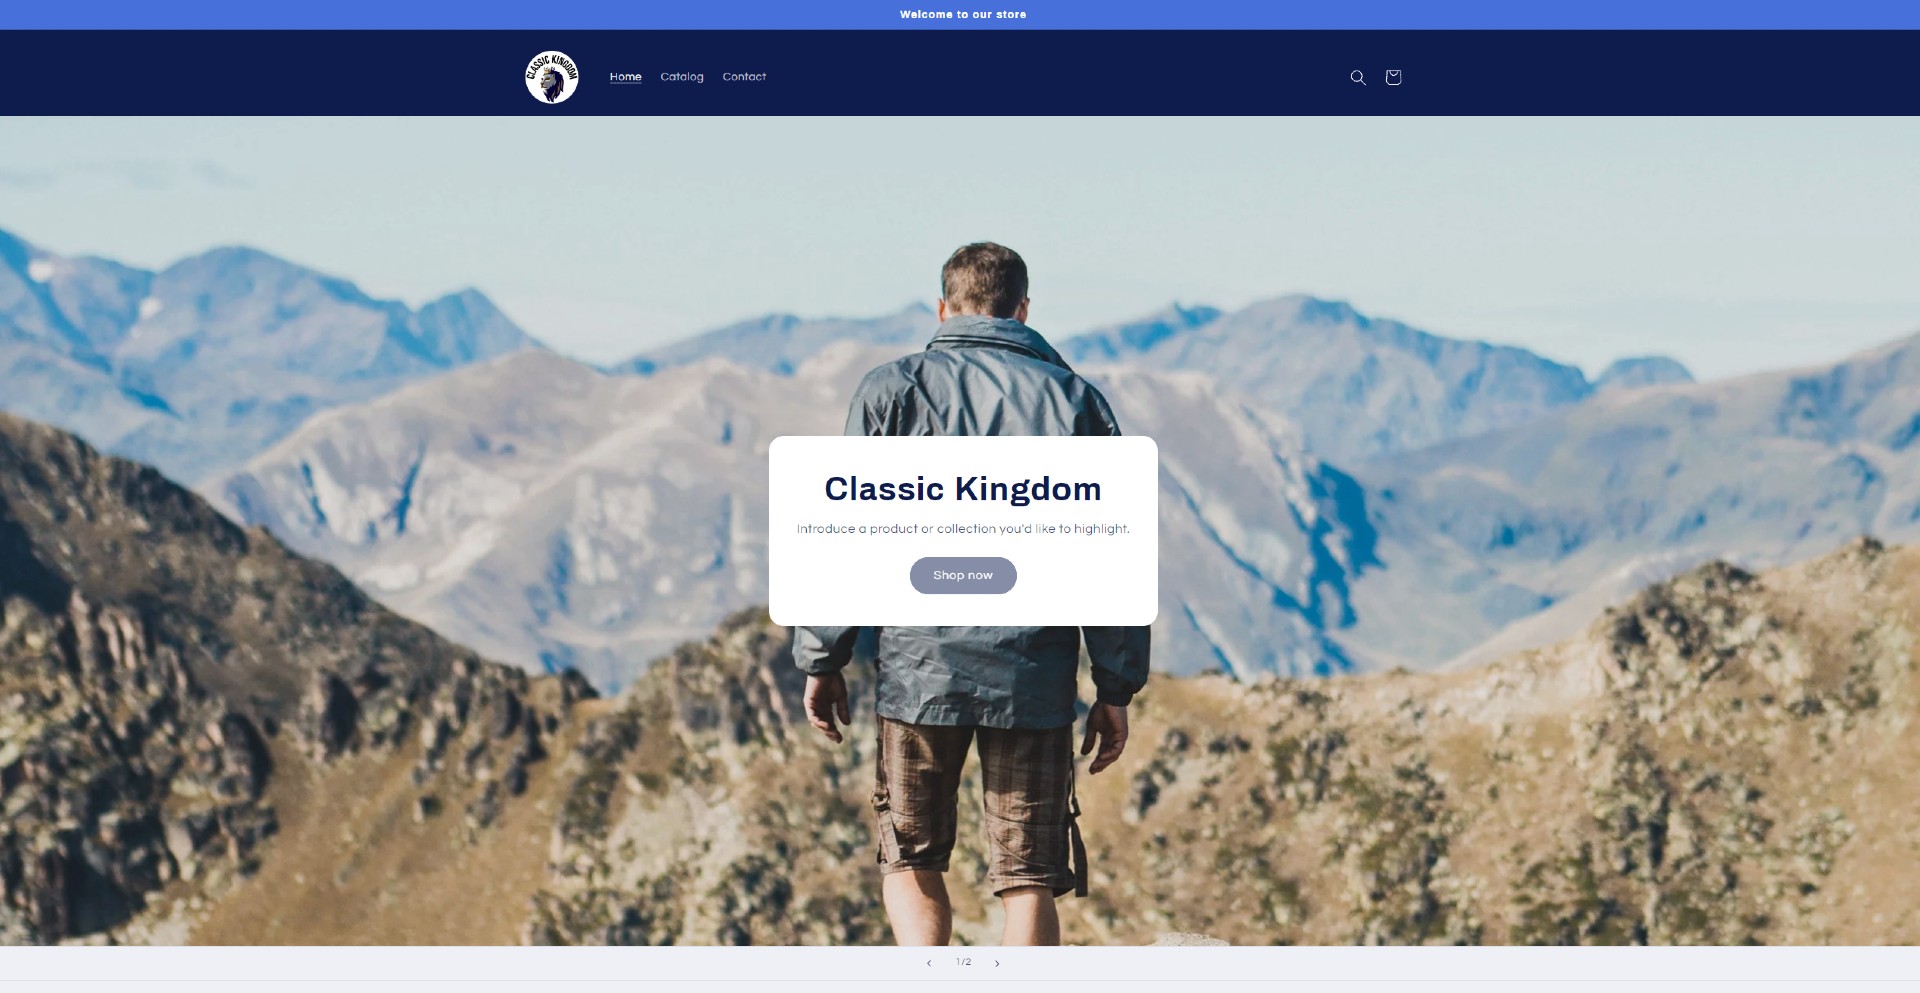 Welcome to our store
CLASSIC KINGDOM
Home Catalog Contact
Classic Kingdom
Introduce a product or collection you'd like to highlight.
Shop now
1/2